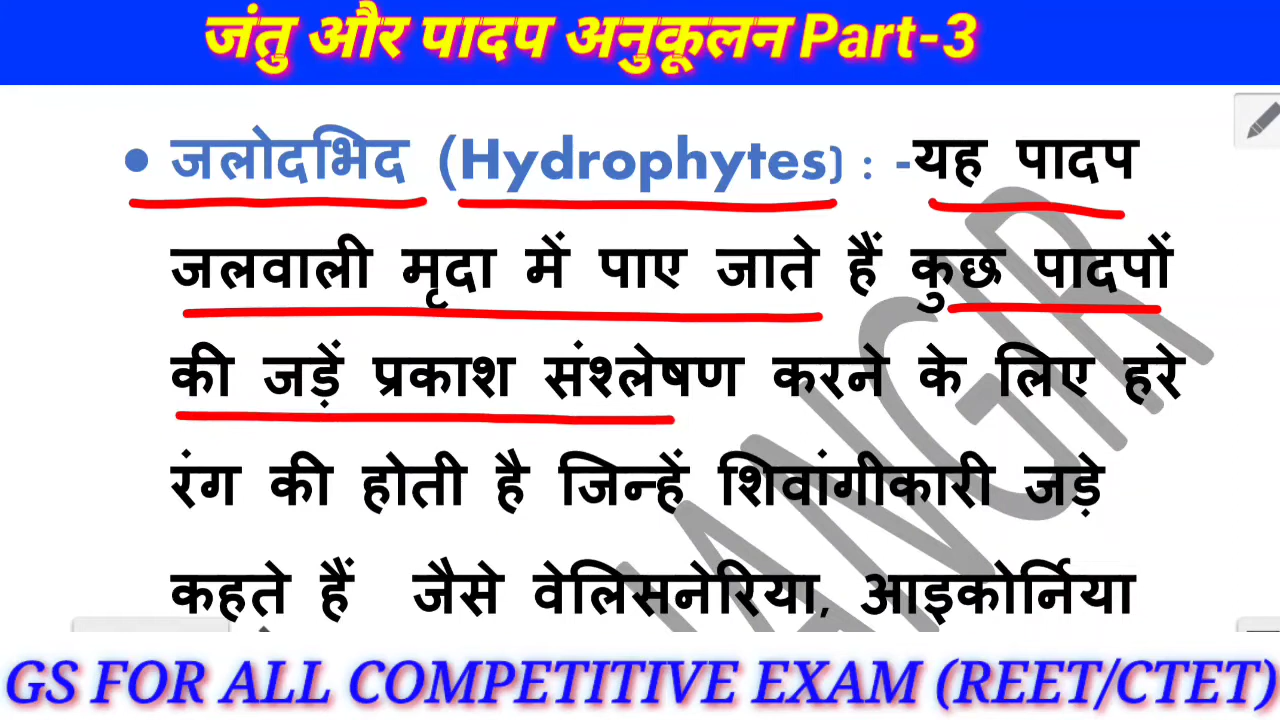 जंतु और पादप अनुकूलन Part-3
• जलोदभिद (Hydrophytes) : -यह पादप
जलवाली मृदा में पाए जाते हैं कुछ पादपों
की जड़ें प्रकाश संश्लेषण करने के लिए हरे
रंग की होती है जिन्हें शिवांगीकारी जड़े
कहते हैं जैसे वेलिसनेरिया, आइकोर्निया
GS FOR ALL COMPETITIVE EXAM (REET/CTET)